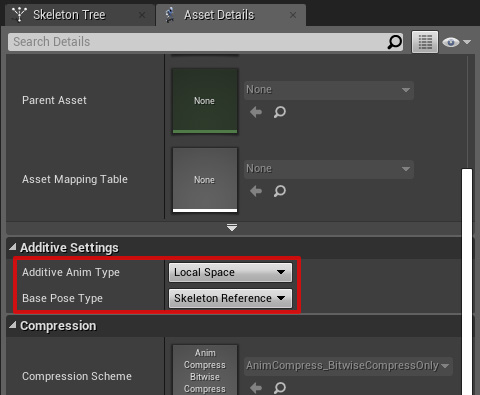 Skeleton Tree
Asset Details
Search Details
Parent Asset
None
None
Asset Mapping Table
None
None
Additive Settings
Additive Anim Type
Local Space
Base Pose Type
Skeleton Reference
Compression
Compression Scheme
Anim
Compress
Bitwise
Compress
AnimCompress_BitwiseCompressOnly